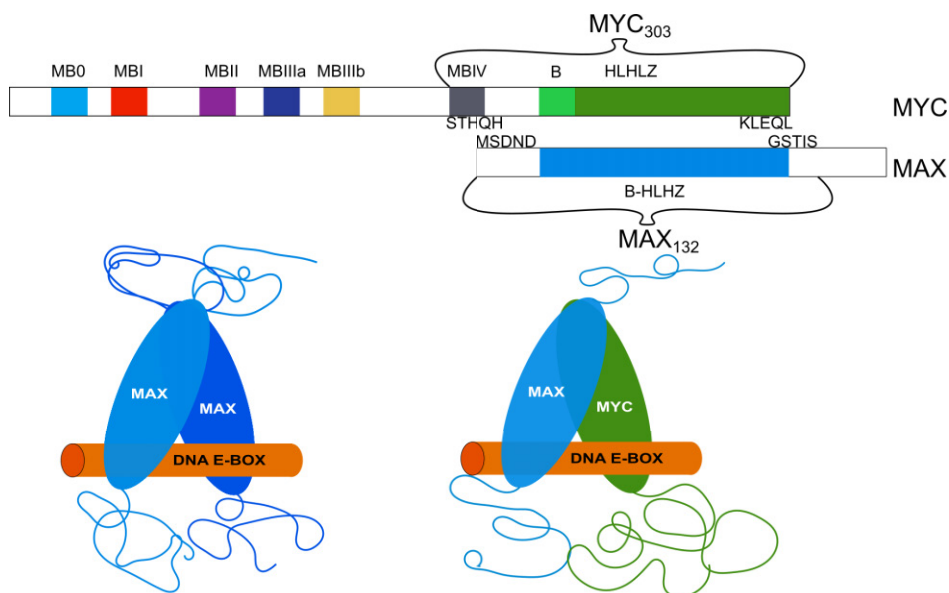 MYC303
MB0 MBI MBII MBIIIa MBIIIb MBIV B HLHLZ
MYC
STHQH KLEQL
MSDND GSTIS
MAX
B-HLHZ
MAX132
MAX MAX
DNA E-BOX
MAX MYC
DNA E-BOX